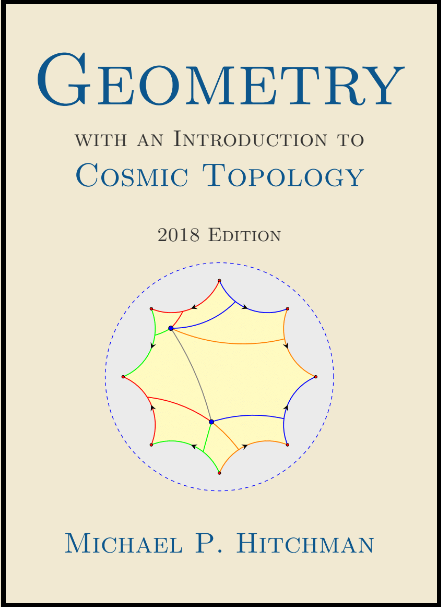 Geometry
with an Introduction to
Cosmic Topology
2018 Edition
Michael P. Hitchman